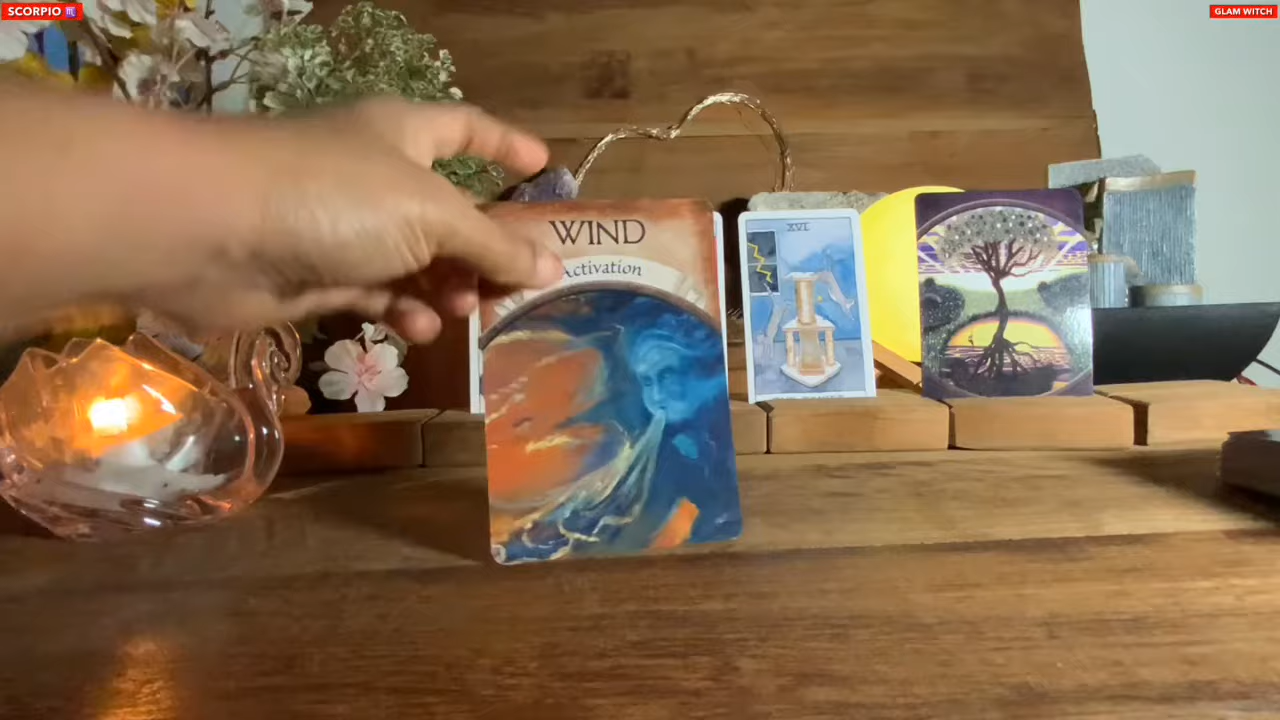 SCORPIO ♏
GLAM WITCH
WIND
Activation
XVI